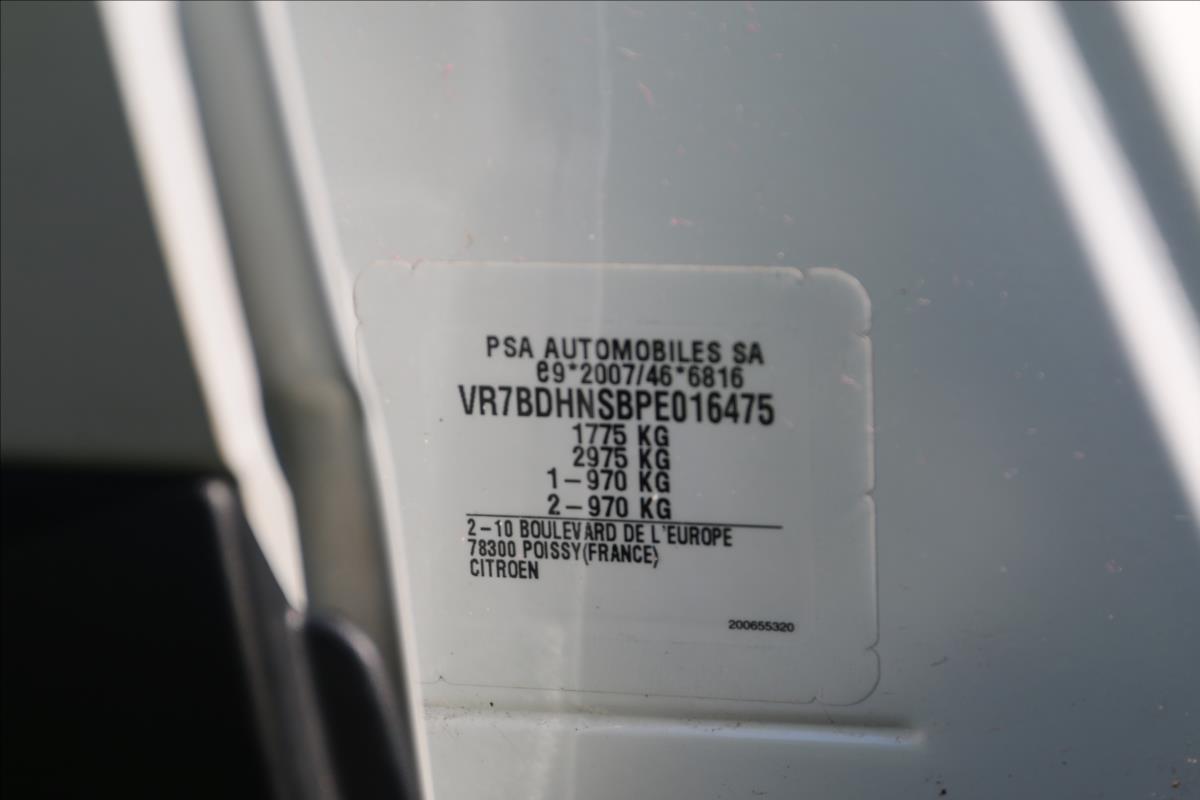 PSA AUTOMOBILES SA
e9*2007/46*6816
VR7BDHNSBPE016475
1775 KG
2975 KG
1-970 KG
2-970 KG
2-10 BOULEVARD DE L'EUROPE
78300 POISSY(FRANCE)
CITROEN
200655320